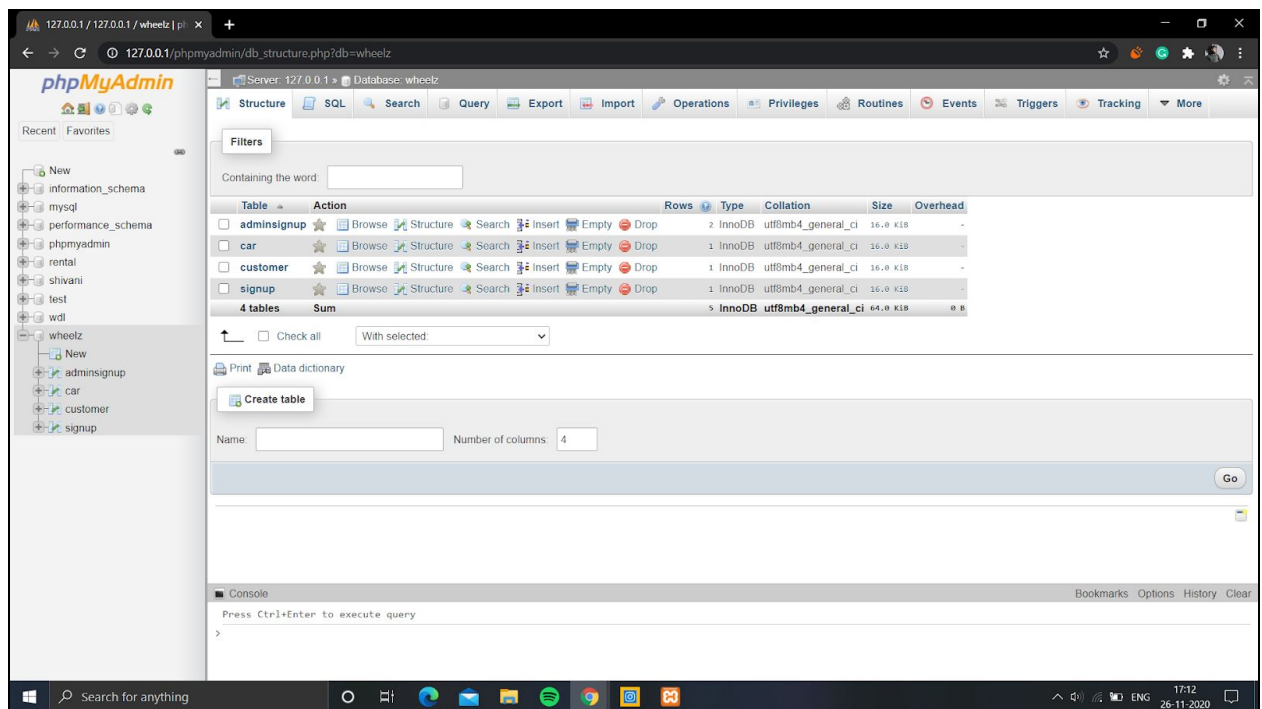 127.0.0.1 / 127.0.0.1 / wheelz | ph
127.0.0.1/phpmyadmin/db_structure.php?db=wheelz
phpMyAdmin
Recent Favorites
New
information_schema
mysql
performance_schema
phpmyadmin
rental
shivani
test
wdl
wheelz
New
adminsignup
car
customer
signup
Server: 127.0.0.1 » Database: wheelz
Structure SQL Search Query Export Import Operations Privileges Routines Events Triggers Tracking More
Filters
Containing the word:
Table Action Rows Type Collation Size Overhead
adminsignup Browse Structure Search Insert Empty Drop 2 InnoDB utf8mb4_general_ci 16.0 KiB -
car Browse Structure Search Insert Empty Drop 1 InnoDB utf8mb4_general_ci 16.0 KiB -
customer Browse Structure Search Insert Empty Drop 1 InnoDB utf8mb4_general_ci 16.0 KiB -
signup Browse Structure Search Insert Empty Drop 1 InnoDB utf8mb4_general_ci 16.0 KiB -
4 tables Sum 5 InnoDB utf8mb4_general_ci 64.0 KiB 0 B
Check all With selected:
Print Data dictionary
Create table
Name: Number of columns: 4
Go
Console Bookmarks Options History Clear
Press Ctrl+Enter to execute query
>
Search for anything
ENG
17:12
26-11-2020